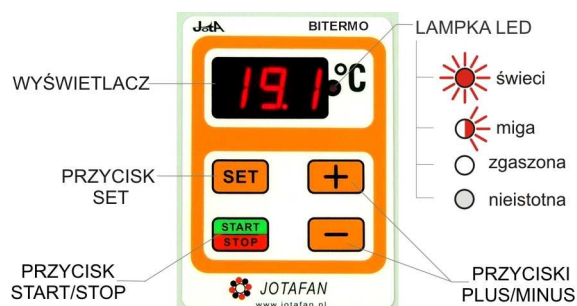 JotA
BITERMO
LAMPKA LED
19.1
°C
WYŚWIETLACZ
świeci
miga
zgaszona
nieistotna
PRZYCISK
SET
SET
+
START
STOP
−
PRZYCISK
START/STOP
PRZYCISKI
PLUS/MINUS
JOTAFAN
www.jotafan.pl